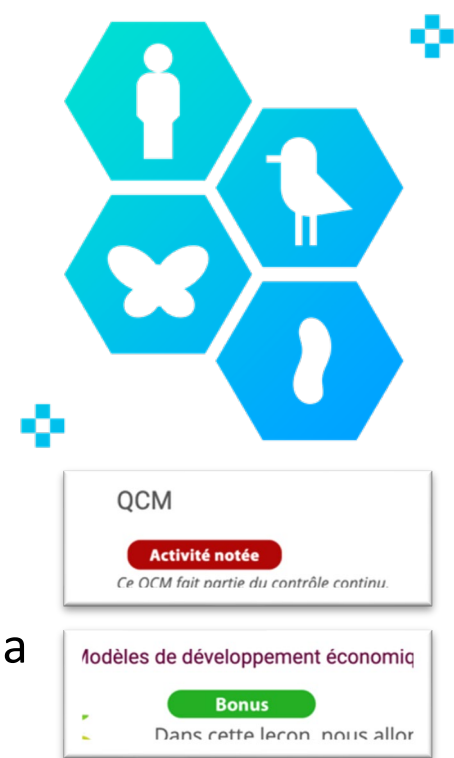 QCM
Activité notée
Ce QCM fait partie du contrôle continu.
a
Modèles de développement économiq
Bonus
Dans cette leçon, nous allor